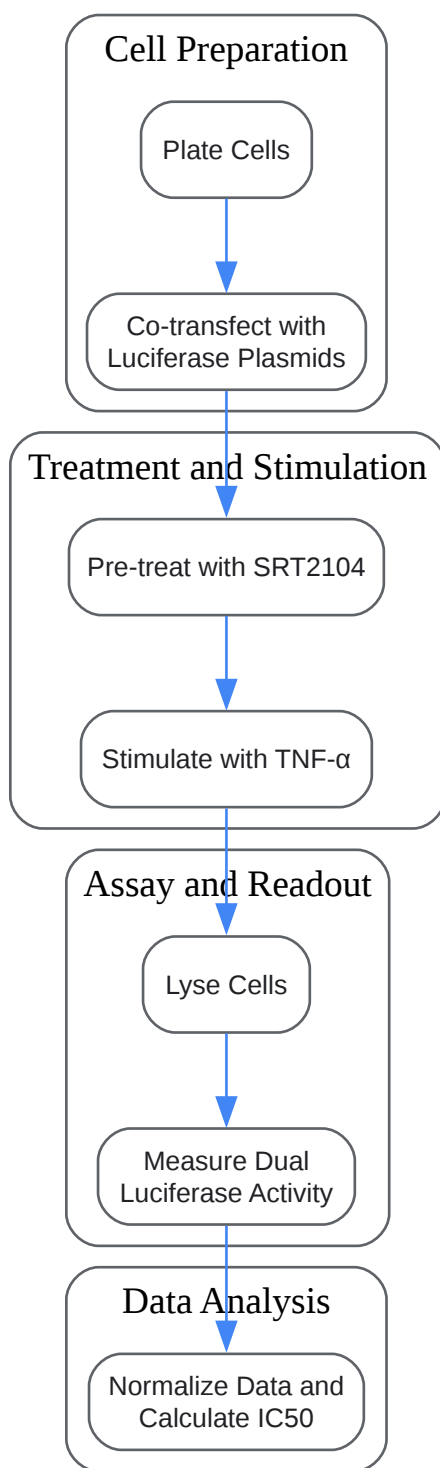 Cell Preparation
Plate Cells
Co-transfect with
Luciferase Plasmids
Treatment and Stimulation
Pre-treat with SRT2104
Stimulate with TNF-α
Assay and Readout
Lyse Cells
Measure Dual
Luciferase Activity
Data Analysis
Normalize Data and
Calculate IC50